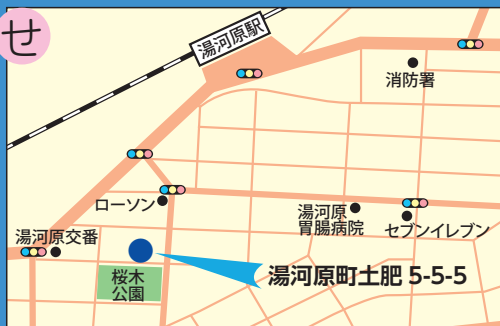 せ
湯河原駅
消防署
ローソン
湯河原
胃腸病院
セブンイレブン
湯河原交番
桜木
公園
湯河原町土肥 5-5-5